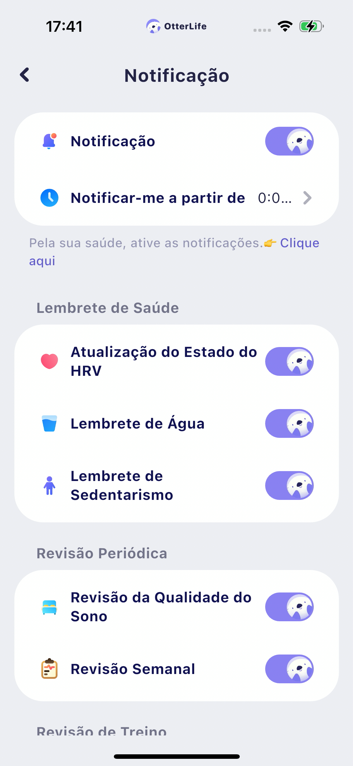 17:41
OtterLife
Notificação
Notificação
Notificar-me a partir de 0:0...
Pela sua saúde, ative as notificações.👉 Clique
aqui
Lembrete de Saúde
Atualização do Estado do
HRV
Lembrete de Água
Lembrete de
Sedentarismo
Revisão Periódica
Revisão da Qualidade do
Sono
Revisão Semanal
Revisão de Treino